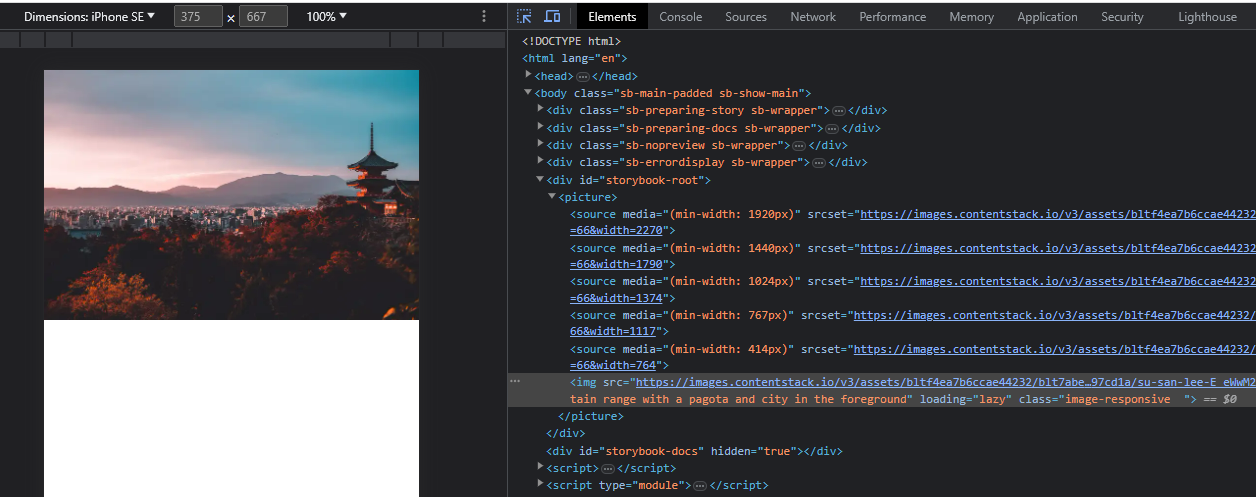 Dimensions: iPhone SE ▼ 375 × 667 100% ▼
Elements Console Sources Network Performance Memory Application Security Lighthouse
<!DOCTYPE html>
<html lang="en">
<head> … </head>
<body class="sb-main-padded sb-show-main">
<div class="sb-preparing-story sb-wrapper"> … </div>
<div class="sb-preparing-docs sb-wrapper"> … </div>
<div class="sb-nopreview sb-wrapper"> … </div>
<div class="sb-errordisplay sb-wrapper"> … </div>
<div id="storybook-root">
<picture>
<source media="(min-width: 1920px)" srcset="https://images.contentstack.io/v3/assets/bltf4ea7b6ccae44232
=66&width=2270">
<source media="(min-width: 1440px)" srcset="https://images.contentstack.io/v3/assets/bltf4ea7b6ccae44232
=66&width=1790">
<source media="(min-width: 1024px)" srcset="https://images.contentstack.io/v3/assets/bltf4ea7b6ccae44232
=66&width=1374">
<source media="(min-width: 767px)" srcset="https://images.contentstack.io/v3/assets/bltf4ea7b6ccae44232/
66&width=1117">
<source media="(min-width: 414px)" srcset="https://images.contentstack.io/v3/assets/bltf4ea7b6ccae44232/
=66&width=764">
<img src="https://images.contentstack.io/v3/assets/bltf4ea7b6ccae44232/blt7abe…97cd1a/su-san-lee-E_eWwM2
tain range with a pagota and city in the foreground" loading="lazy" class="image-responsive "> == $0
</picture>
</div>
<div id="storybook-docs" hidden="true"></div>
<script> … </script>
<script type="module"> … </script>